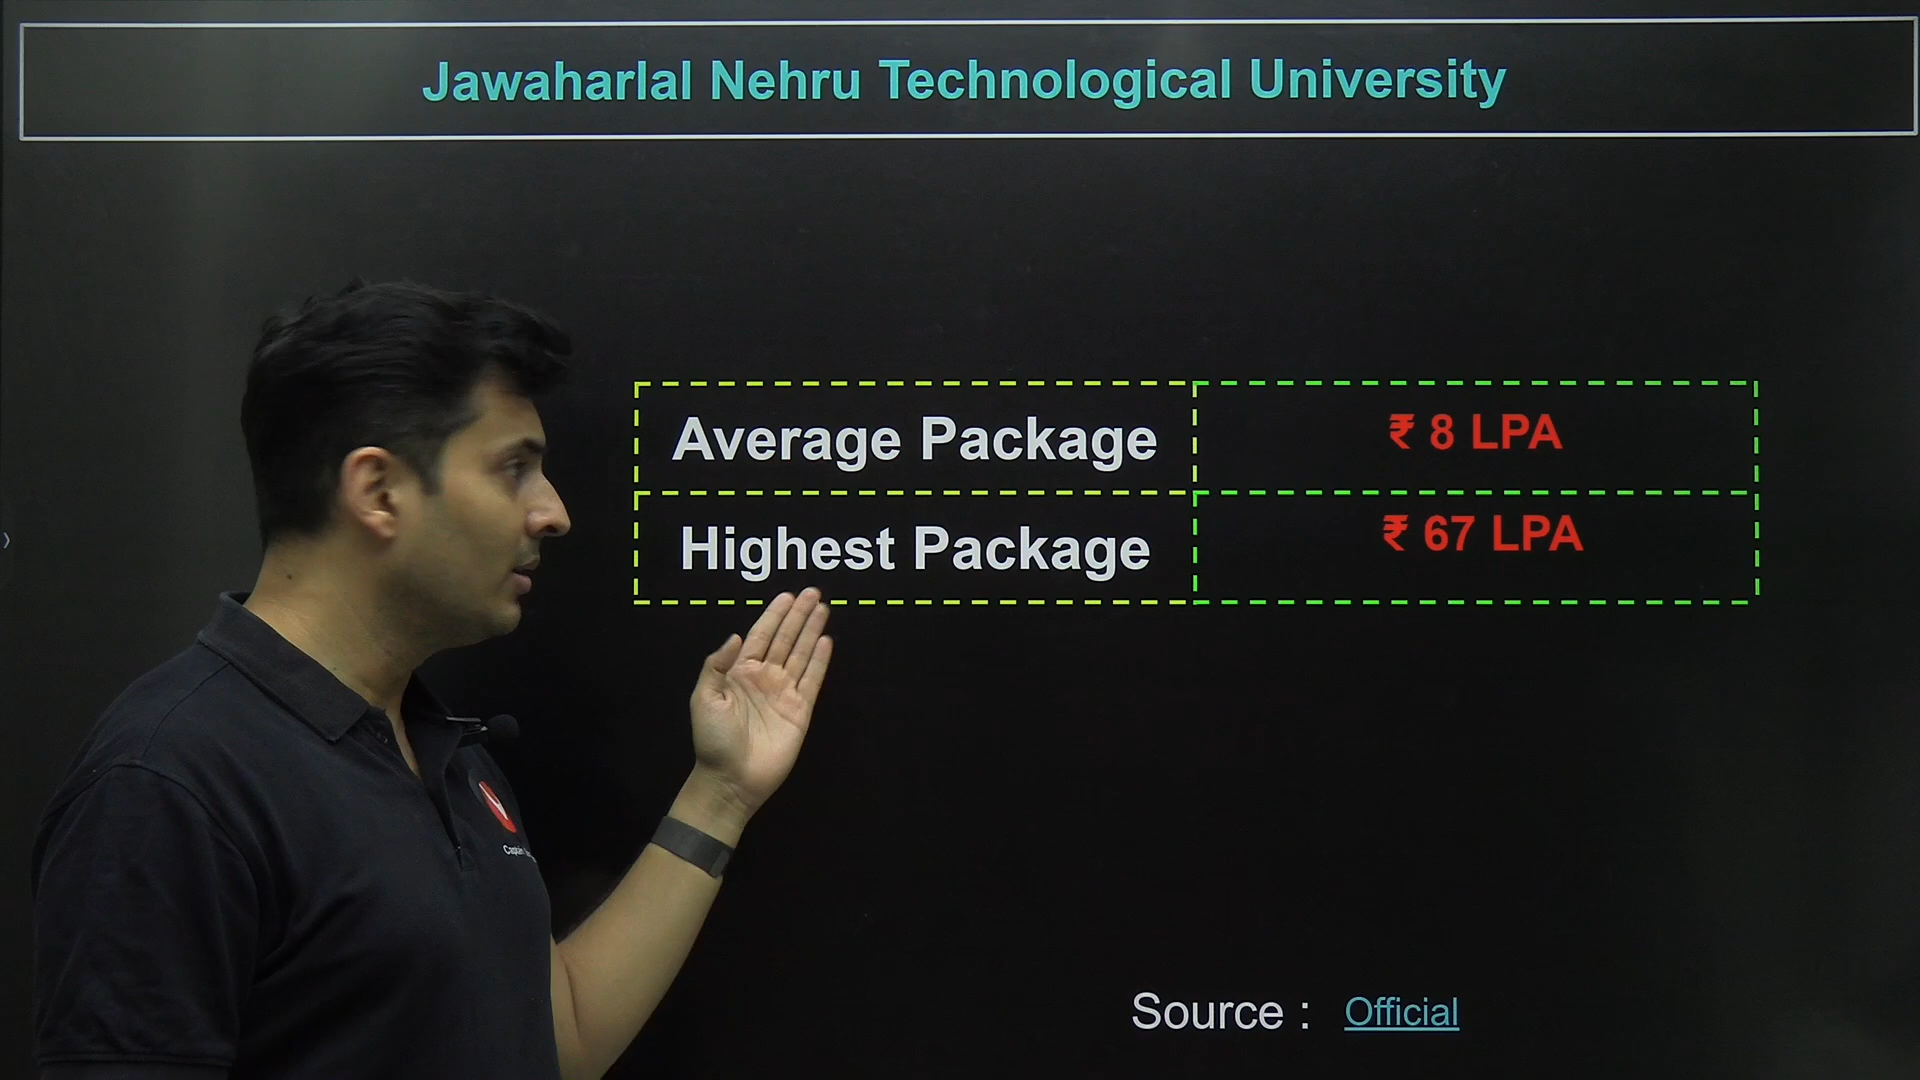 Jawaharlal Nehru Technological University
Average Package
₹ 8 LPA
Highest Package
₹ 67 LPA
Source : Official